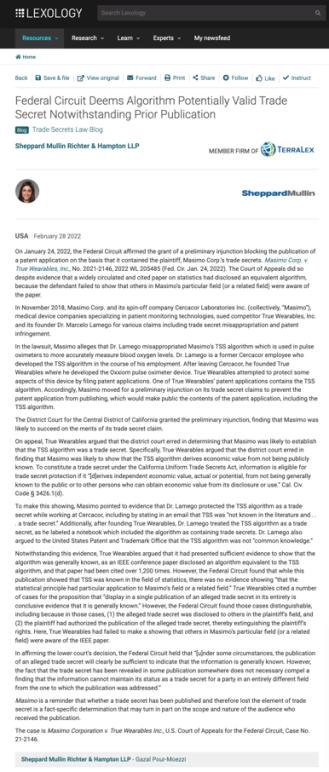 LEXOLOGY
Search Lexology
Resources
Research
Learn
Experts
My newsfeed
Home
Back
Save & file
View original
Forward
Print
Share
Follow
Like
Instruct
Federal Circuit Deems Algorithm Potentially Valid Trade
Secret Notwithstanding Prior Publication
Blog Trade Secrets Law Blog
Sheppard Mullin Richter & Hampton LLP
MEMBER FIRM OF TERRALEX
SheppardMullin
USA February 28 2022
On January 24, 2022, the Federal Circuit affirmed the grant of a preliminary injunction blocking the publication of
a patent application on the basis that it contained the plaintiff, Masimo Corp.'s trade secrets. Masimo Corp. v.
True Wearables, Inc., No. 2021-2146, 2022 WL 205485 (Fed. Cir. Jan. 24, 2022). The Court of Appeals did so
despite evidence that a widely circulated and cited paper on statistics had disclosed an equivalent algorithm,
because the defendant failed to show that others in Masimo's particular field (or a related field) were aware of
the paper.
In November 2018, Masimo Corp. and its spin-off company Cercacor Laboratories Inc. (collectively, "Masimo"),
medical device companies specializing in patient monitoring technologies, sued competitor True Wearables, Inc.
and its founder Dr. Marcelo Lamego for various claims including trade secret misappropriation and patent
infringement.
In the lawsuit, Masimo alleges that Dr. Lamego misappropriated Masimo's TSS algorithm which is used in pulse
oximeters to more accurately measure blood oxygen levels. Dr. Lamego is a former Cercacor employee who
developed the TSS algorithm in the course of his employment. After leaving Cercacor, he founded True
Wearables where he developed the Oxxiom pulse oximeter device. True Wearables attempted to protect some
aspects of this device by filing patent applications. One of True Wearables' patent applications contains the TSS
algorithm. Accordingly, Masimo moved for a preliminary injunction on its trade secret claims to prevent the
patent application from publishing, which would make public the contents of the patent application, including the
TSS algorithm.
The District Court for the Central District of California granted the preliminary injunction, finding that Masimo was
likely to succeed on the merits of its trade secret claim.
On appeal, True Wearables argued that the district court erred in determining that Masimo was likely to establish
that the TSS algorithm was a trade secret. Specifically, True Wearables argued that the district court erred in
finding that Masimo was likely to show that the TSS algorithm derives economic value from not being publicly known.
To constitute a trade secret under the California Uniform Trade Secrets Act, information is eligible for
trade secret protection if it "[d]erives independent economic value, actual or potential, from not being generally
known to the public or to other persons who can obtain economic value from its disclosure or use." Cal. Civ.
Code § 3426.1(d).
To make this showing, Masimo pointed to evidence that Dr. Lamego protected the algorithm as a trade
secret while working at Cercacor, including by stating in an email that TSS was "not known in the literature and . .
. a trade secret." Additionally, after founding True Wearables, Dr. Lamego treated the TSS algorithm as a trade
secret, as he labeled a notebook which included the algorithm as containing trade secrets. Dr. Lamego also
argued to the United States Patent and Trademark Office that the TSS algorithm was not "common knowledge."
Notwithstanding this evidence, True Wearables argued that it had presented sufficient evidence to show that the
algorithm was generally known, as an IEEE conference paper disclosed an algorithm equivalent to the TSS
algorithm, and that paper had been cited over 1,200 times. However, the Federal Circuit found that while this
publication showed that TSS was known in the field of statistics, there was no evidence showing "that the
statistical principle had particular application to Masimo's field or a related field." True Wearables cited a number
of cases for the proposition that "display in a single publication of an alleged trade secret in its entirety is
conclusive evidence that it is generally known." However, the Federal Circuit found those cases distinguishable,
including because in those cases, (1) the alleged trade secret was disclosed to others in the plaintiff's field, and
(2) the plaintiff had authorized the publication of the alleged trade secret, thereby extinguishing the plaintiff's
rights. Here, True Wearables had failed to make a showing that others in Masimo's particular field (or a related
field) were aware of the IEEE paper.
In affirming the lower court's decision, the Federal Circuit held that "[u]nder some circumstances, the publication
of an alleged trade secret will clearly be sufficient to indicate that the information is generally known. However,
the fact that the trade secret has been revealed in some publication somewhere does not necessary compel a
finding that the information cannot maintain its status as a trade secret for a party in an entirely different field
from the one to which the publication was addressed."
Masimo is a reminder that whether a trade secret has been published and therefore lost the element of trade
secret is a fact-specific determination that may turn in part on the scope and nature of the audience who
received the publication.
The case is Masimo Corporation v. True Wearables Inc., U.S. Court of Appeals for the Federal Circuit, Case No.
21-2146.
Sheppard Mullin Richter & Hampton LLP - Gazal Pour-Moezzi